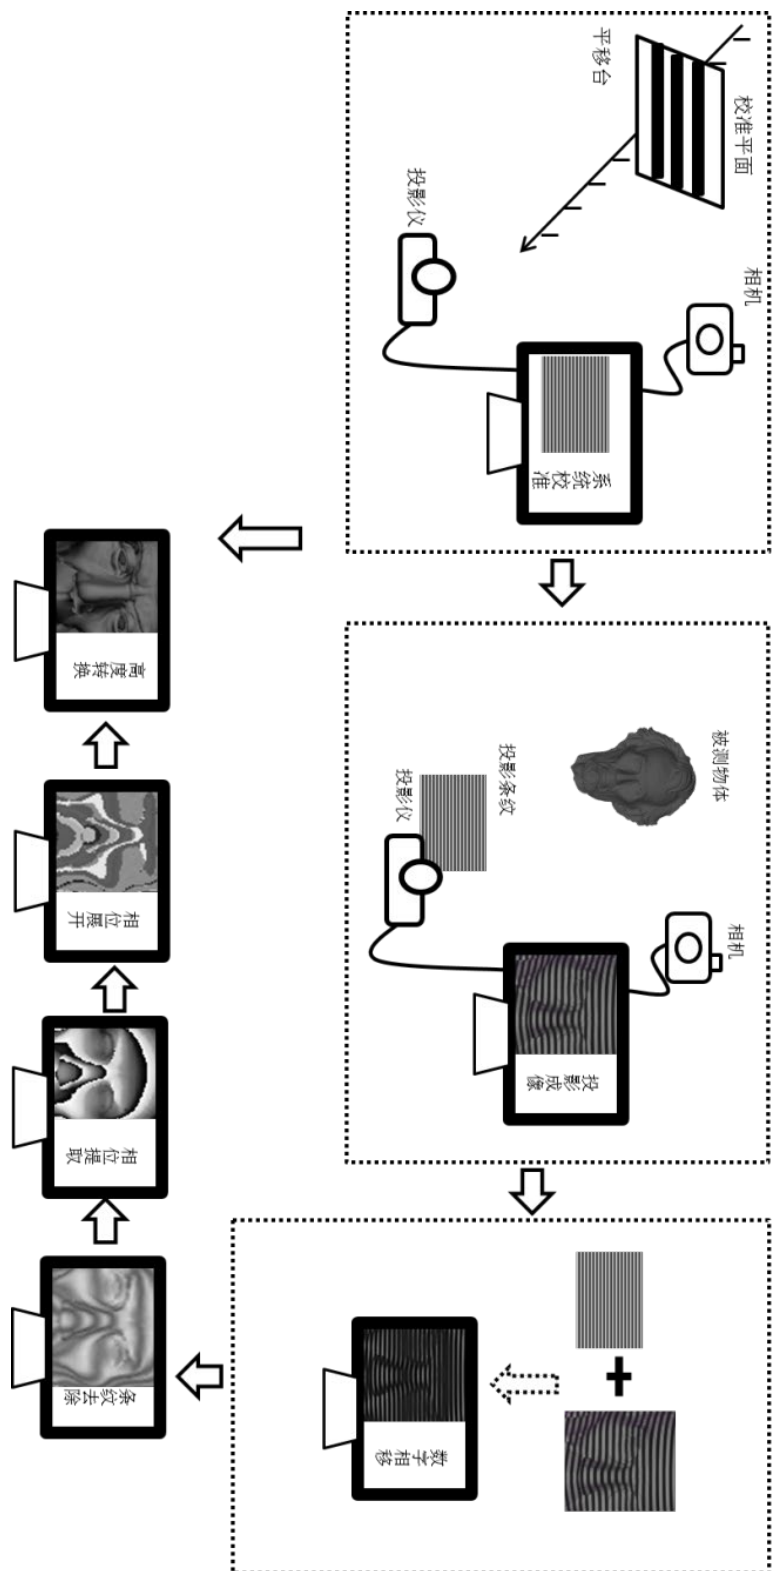 校准平面
平移台
相机
投影仪
系统校准
被测物体
投影条纹
投影仪
相机
投影成像
数字相移
条纹去除
相位提取
相位展开
高度转换